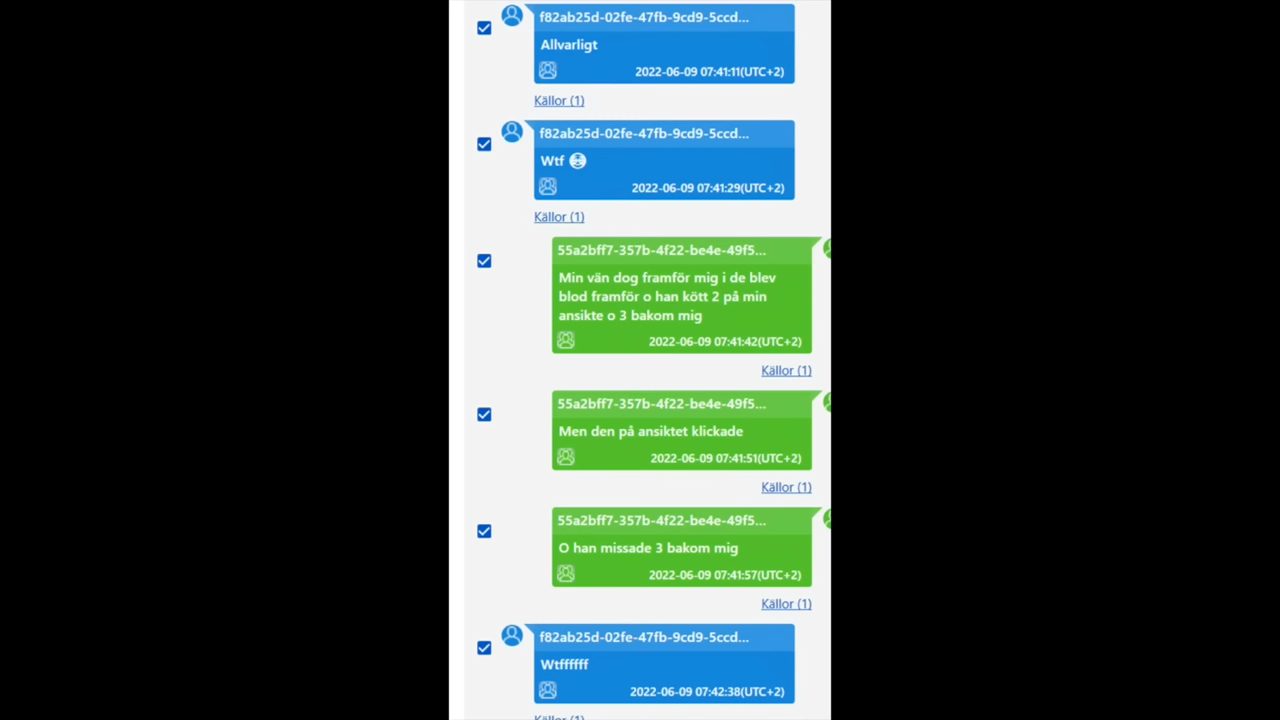 f82ab25d-02fe-47fb-9cd9-5ccd...
Allvarligt
2022-06-09 07:41:11(UTC+2)
Källor (1)
f82ab25d-02fe-47fb-9cd9-5ccd...
Wtf
2022-06-09 07:41:29(UTC+2)
Källor (1)
55a2bff7-357b-4f22-be4e-49f5...
Min vän dog framför mig i de blev
blod framför o han kött 2 på min
ansikte o 3 bakom mig
2022-06-09 07:41:42(UTC+2)
Källor (1)
55a2bff7-357b-4f22-be4e-49f5...
Men den på ansiktet klickade
2022-06-09 07:41:51(UTC+2)
Källor (1)
55a2bff7-357b-4f22-be4e-49f5...
O han missade 3 bakom mig
2022-06-09 07:41:57(UTC+2)
Källor (1)
f82ab25d-02fe-47fb-9cd9-5ccd...
Wtffffff
2022-06-09 07:42:38(UTC+2)
Källor (1)